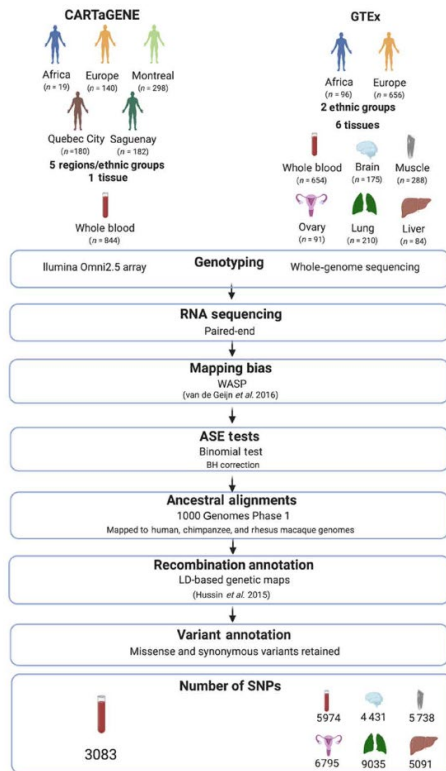 CARTaGENE
Africa
(n = 19)
Europe
(n = 140)
Montreal
(n = 298)
Quebec City
(n=180)
Saguenay
(n = 182)
5 regions/ethnic groups
1 tissue
Whole blood
(n = 844)
GTEx
Africa
(n = 96)
Europe
(n = 656)
2 ethnic groups
6 tissues
Whole blood
(n = 654)
Brain
(n = 175)
Muscle
(n = 288)
Ovary
(n = 91)
Lung
(n = 210)
Liver
(n = 84)
Genotyping
Ilumina Omni2.5 array
Whole-genome sequencing
RNA sequencing
Paired-end
Mapping bias
WASP
(van de Geijn et al. 2016)
ASE tests
Binomial test
BH correction
Ancestral alignments
1000 Genomes Phase 1
Mapped to human, chimpanzee, and rhesus macaque genomes
Recombination annotation
LD-based genetic maps
(Hussin et al. 2015)
Variant annotation
Missense and synonymous variants retained
Number of SNPs
3083
5974
4 431
5 738
6795
9035
5091